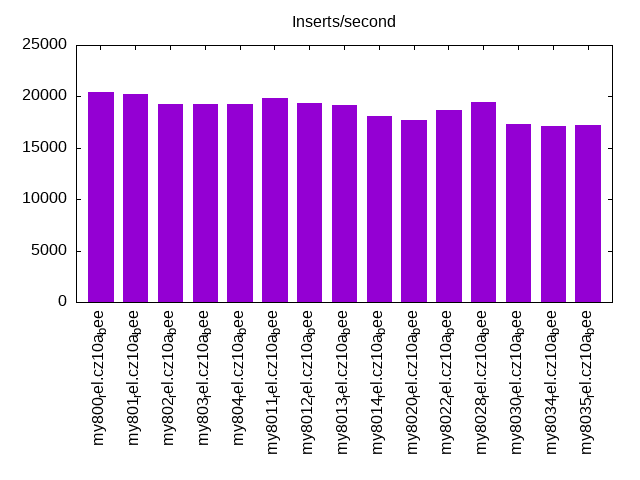 Inserts/second
25000
20000
15000
10000
5000
0
my800rel.cz10abee
my801rel.cz10abee
my802rel.cz10abee
my803rel.cz10abee
my804rel.cz10abee
my8011rel.cz10abee
my8012rel.cz10abee
my8013rel.cz10abee
my8014rel.cz10abee
my8020rel.cz10abee
my8022rel.cz10abee
my8028rel.cz10abee
my8030rel.cz10abee
my8034rel.cz10abee
my8035rel.cz10abee